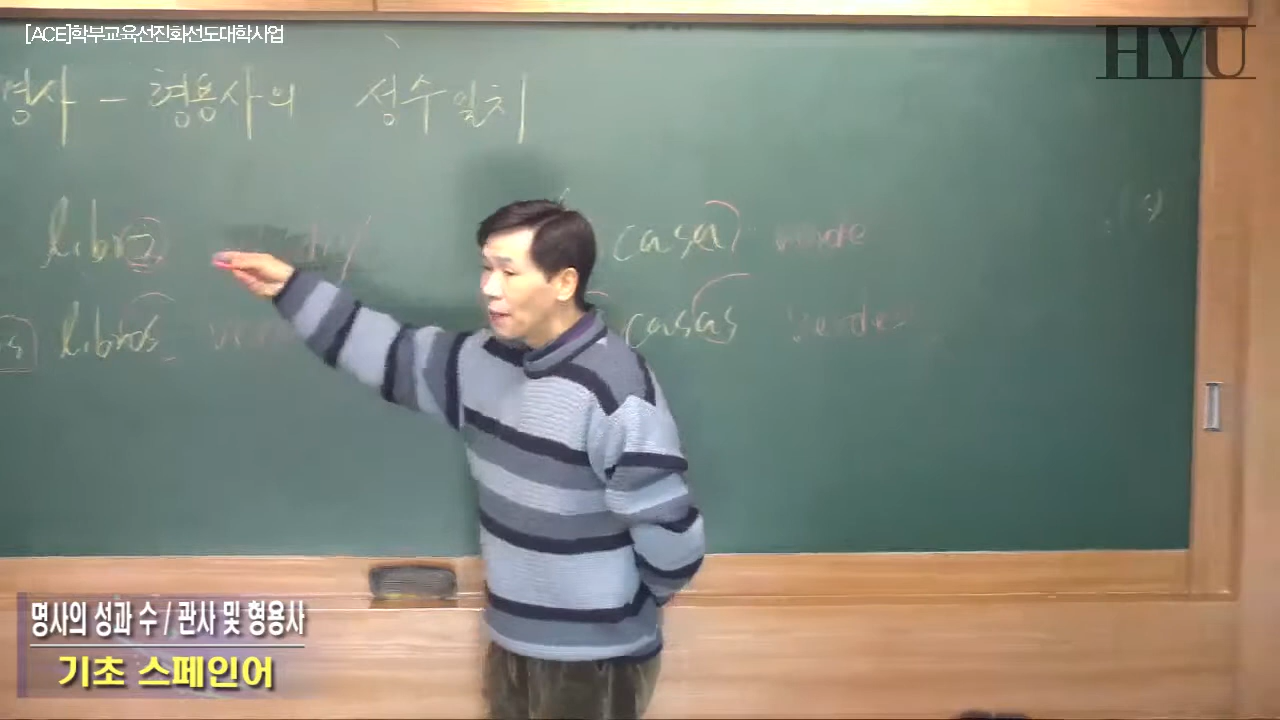 [ACE]학부교육선진화선도대학사업
HYU
명사 - 형용사의 성수일치
libro casa verde
libros casas verdes
명사의 성과 수 / 관사 및 형용사
기초 스페인어